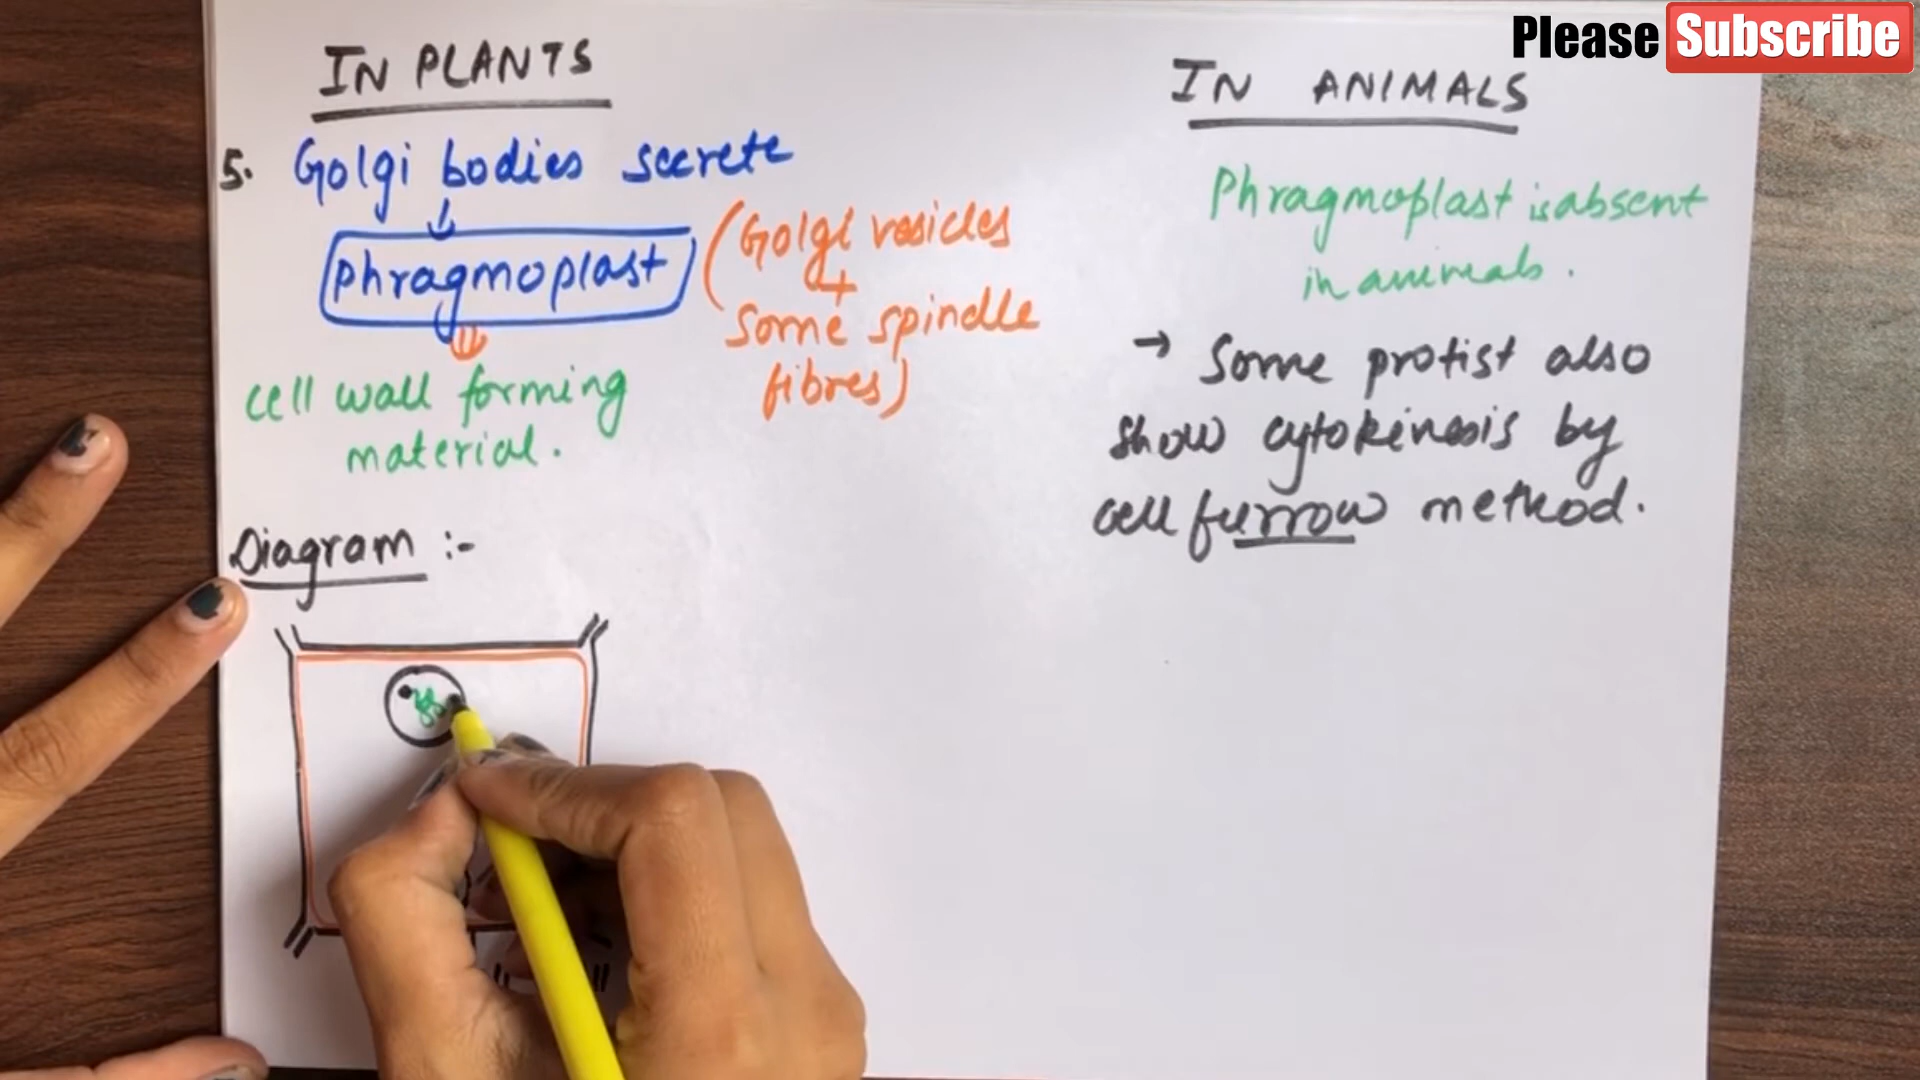 Please Subscribe
IN PLANTS
5. Golgi bodies secrete
↓
Phragmoplast
(Golgi vesicles
+
Some spindle
fibres)
cell wall forming
material.
Diagram :-
IN ANIMALS
Phragmoplast is absent
in animals.
→ Some protist also
show cytokinesis by
cell furrow method.